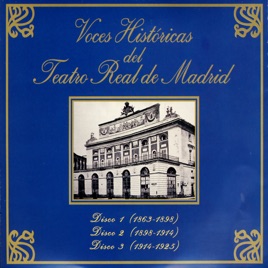 Voces Históricas
del
Teatro Real de Madrid
Disco 1 (1863-1898)
Disco 2 (1898-1914)
Disco 3 (1914-1925)